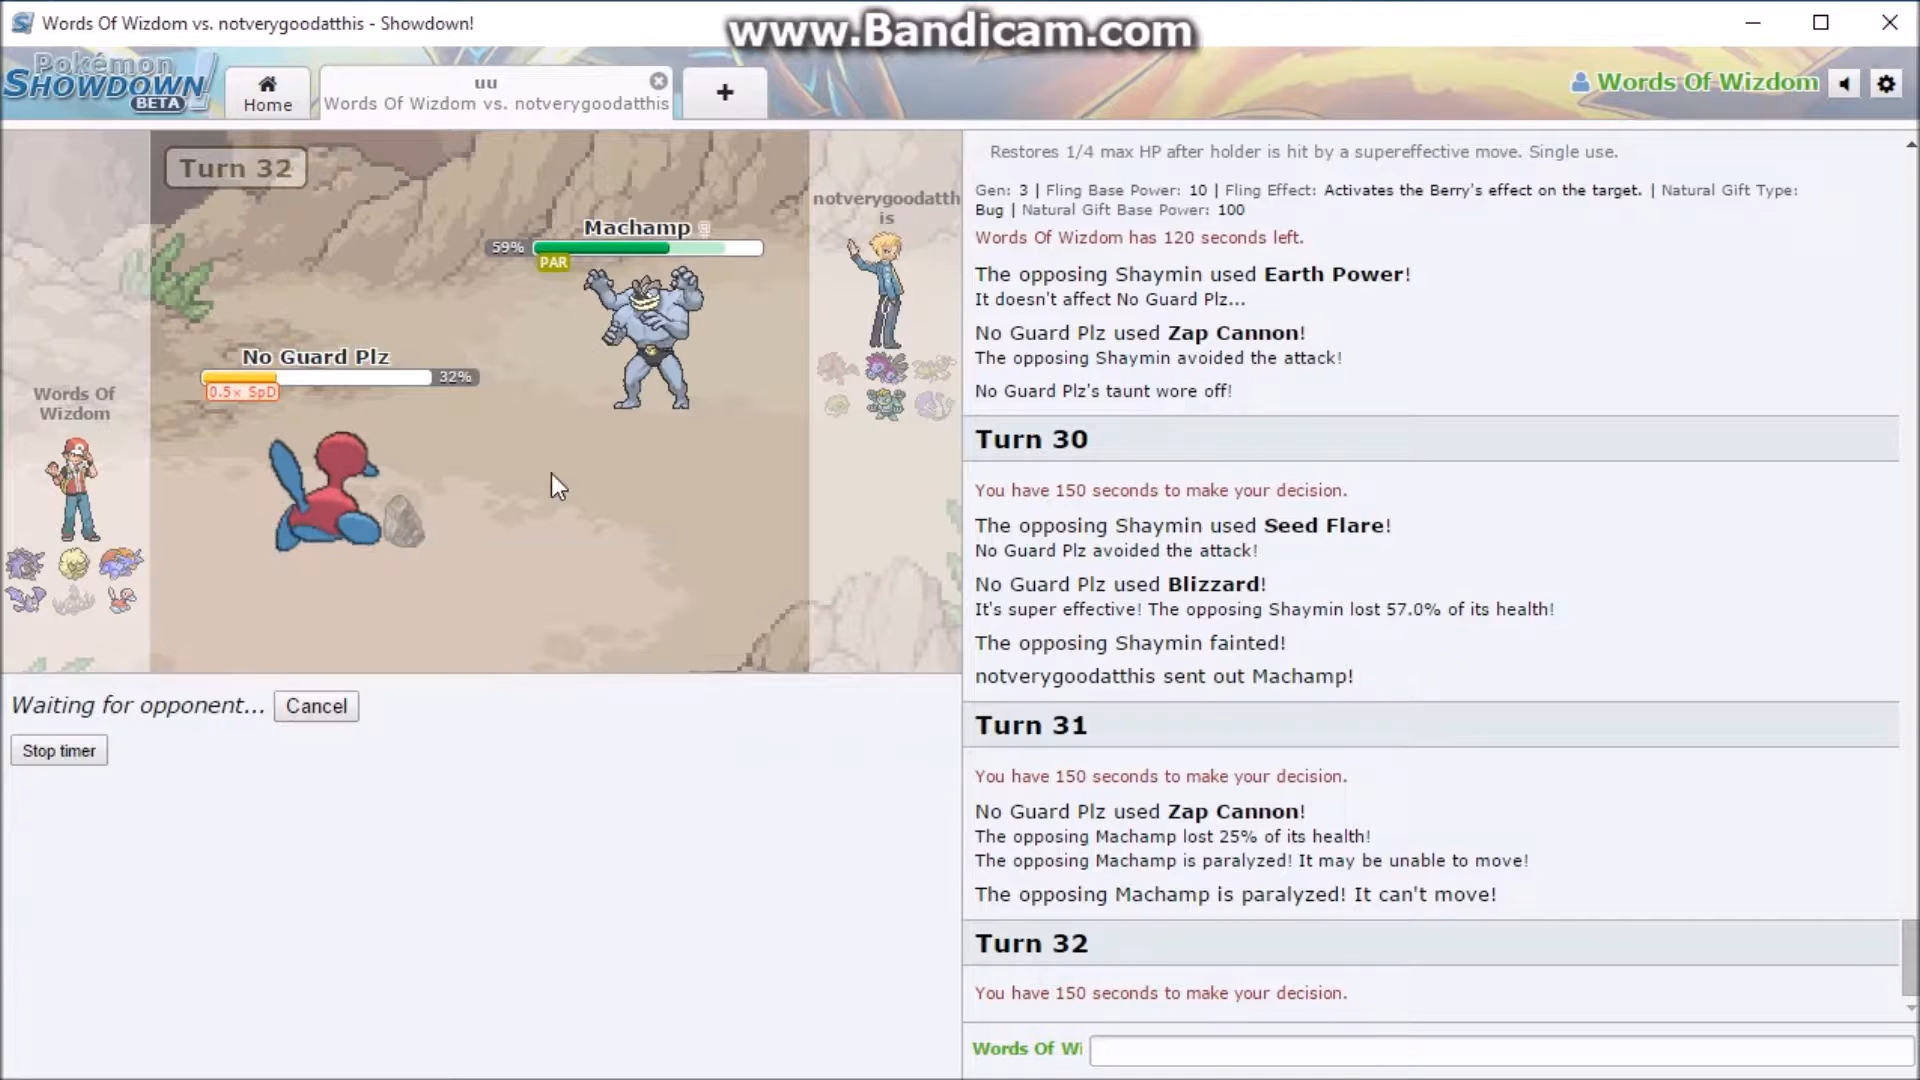 Words Of Wizdom vs. notverygoodatthis - Showdown!
www.Bandicam.com
Pokémon
SHOWDOWN!
BETA
Home
uu
Words Of Wizdom vs. notverygoodatthis
+
Words Of Wizdom
Turn 32
notverygoodatth
is
Machamp
59%
PAR
No Guard Plz
32%
0.5× SpD
Words Of
Wizdom
Waiting for opponent... Cancel
Stop timer
Restores 1/4 max HP after holder is hit by a supereffective move. Single use.
Gen: 3 | Fling Base Power: 10 | Fling Effect: Activates the Berry's effect on the target. | Natural Gift Type:
Bug | Natural Gift Base Power: 100
Words Of Wizdom has 120 seconds left.
The opposing Shaymin used Earth Power!
It doesn't affect No Guard Plz...
No Guard Plz used Zap Cannon!
The opposing Shaymin avoided the attack!
No Guard Plz's taunt wore off!
Turn 30
You have 150 seconds to make your decision.
The opposing Shaymin used Seed Flare!
No Guard Plz avoided the attack!
No Guard Plz used Blizzard!
It's super effective! The opposing Shaymin lost 57.0% of its health!
The opposing Shaymin fainted!
notverygoodatthis sent out Machamp!
Turn 31
You have 150 seconds to make your decision.
No Guard Plz used Zap Cannon!
The opposing Machamp lost 25% of its health!
The opposing Machamp is paralyzed! It may be unable to move!
The opposing Machamp is paralyzed! It can't move!
Turn 32
You have 150 seconds to make your decision.
Words Of Wi